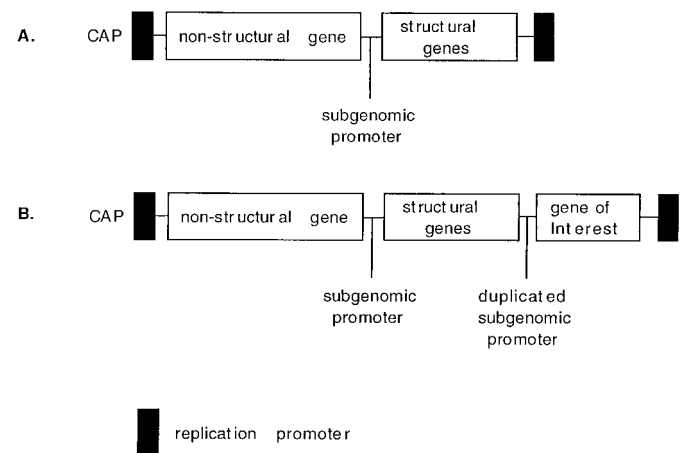 A.
CAP
non-structural gene
structural
genes
subgenomic
promoter
B.
CAP
non-structural gene
structural
genes
gene of
Interest
subgenomic
promoter
duplicated
subgenomic
promoter
replication promoter